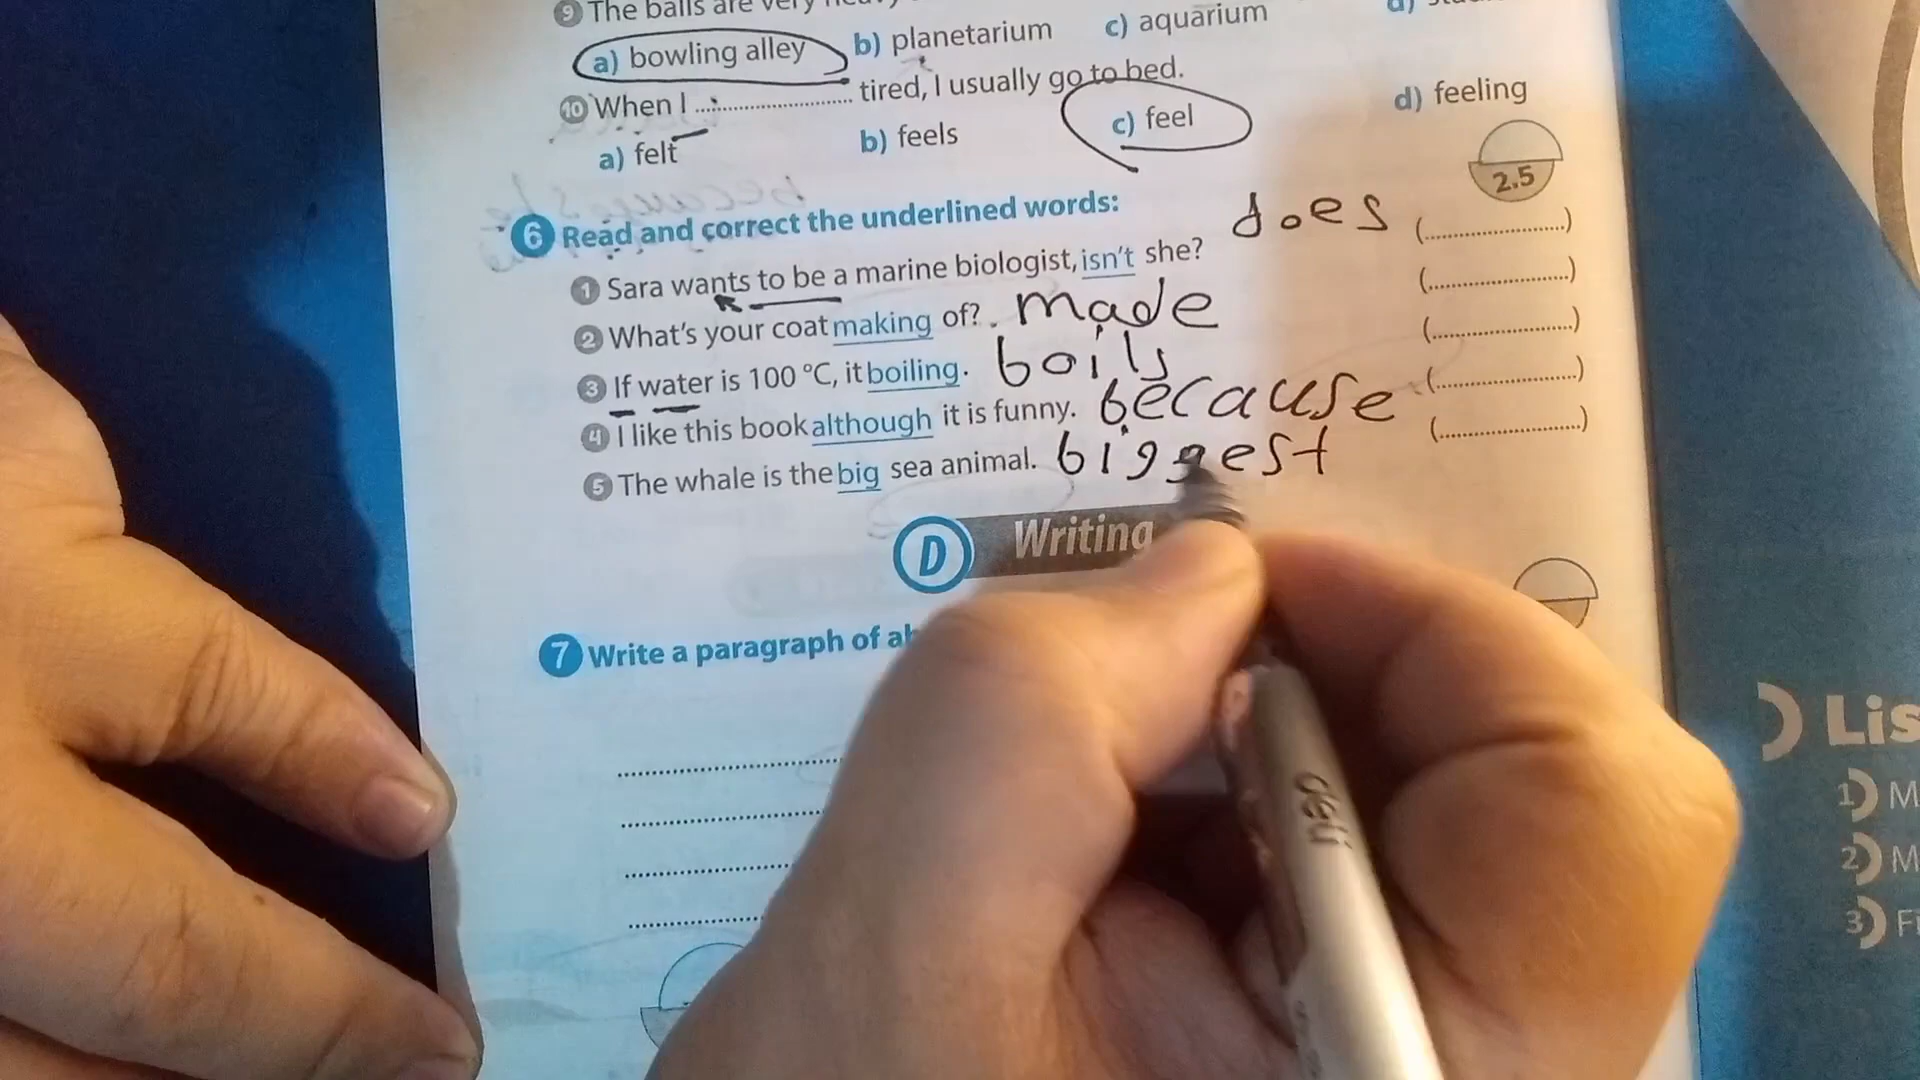 9 The balls are very
a) bowling alley b) planetarium c) aquarium
10 When I .......................... tired, I usually go to bed.
a) felt b) feels c) feel d) feeling
2.5
6 Read and correct the underlined words:
1 Sara wants to be a marine biologist, isn't she? does (........................)
2 What's your coat making of? made (........................)
3 If water is 100 °C, it boiling. boils (........................)
4 I like this book although it is funny. because (........................)
5 The whale is the big sea animal. biggest (........................)
D Writing
7 Write a paragraph of
deli
Lis
1) M
2) M
3) F